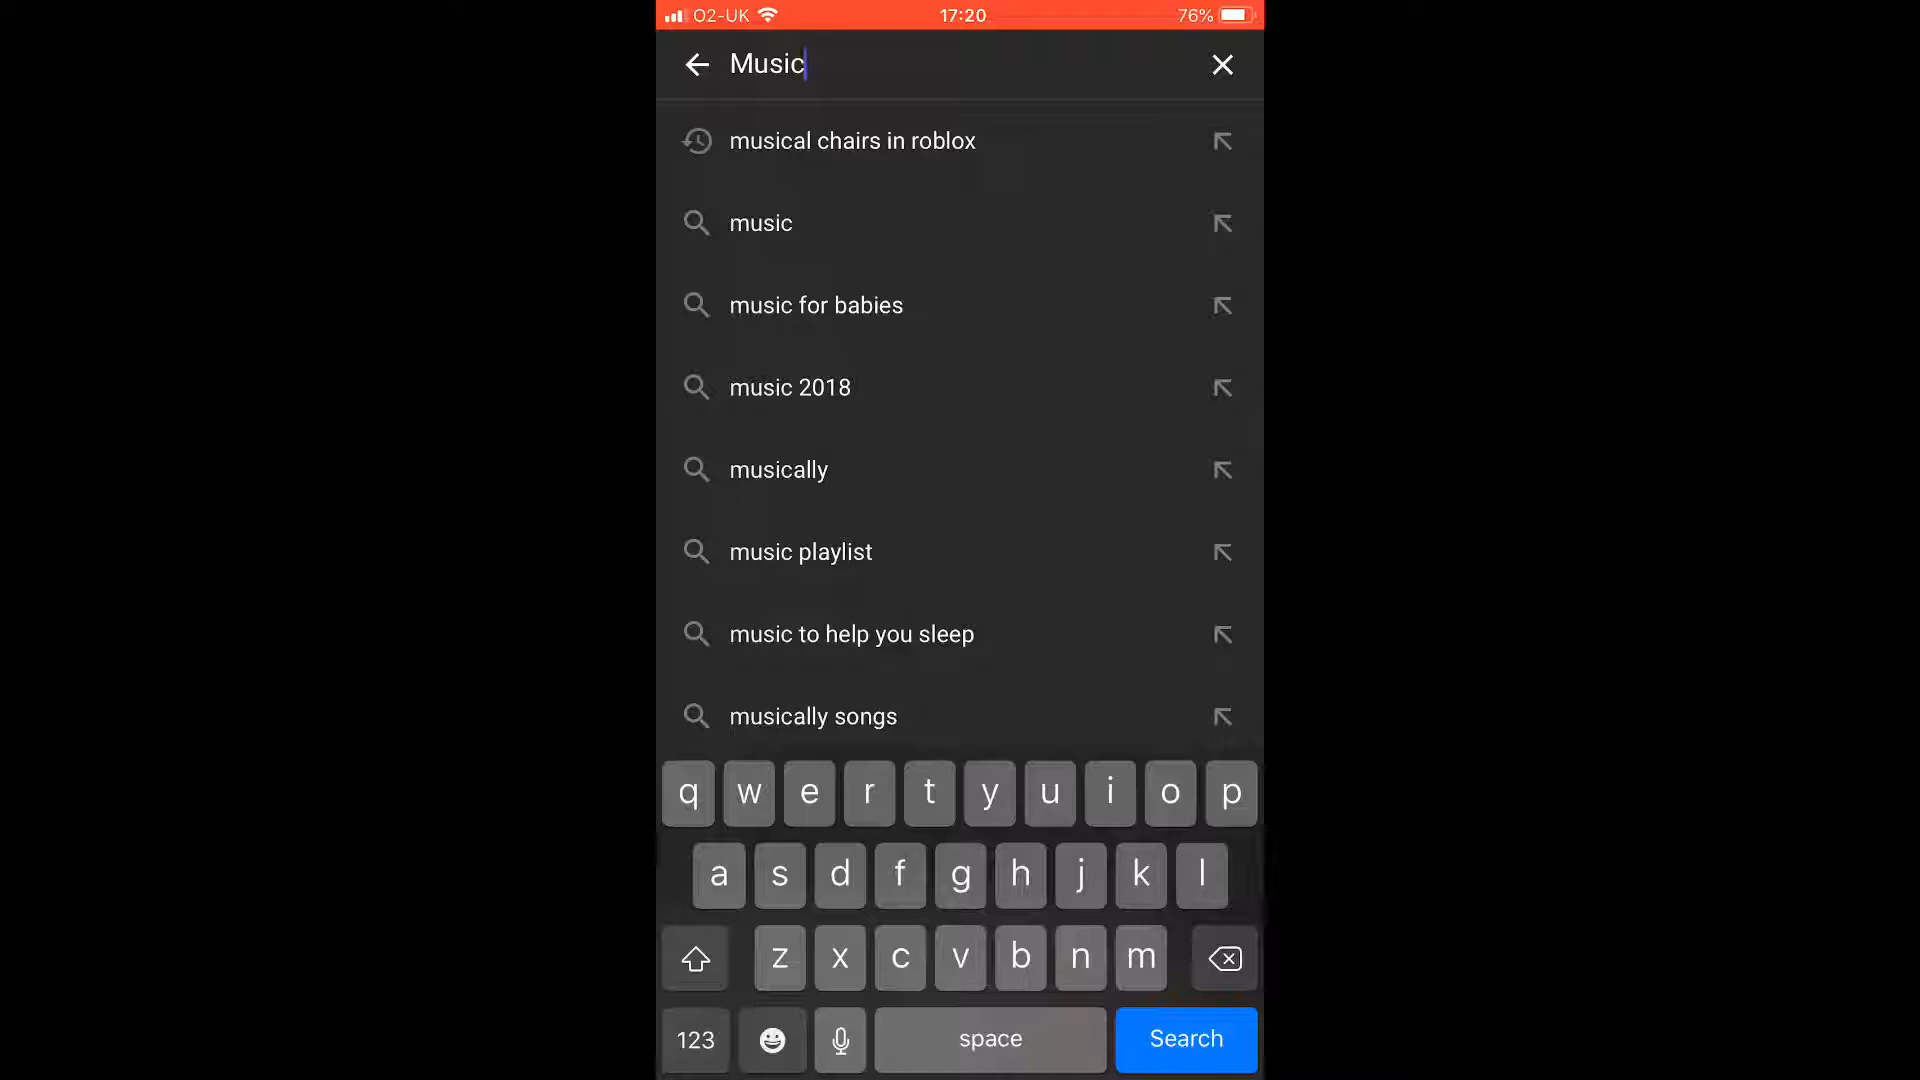 O2-UK 17:20 76%
Music
musical chairs in roblox
music
music for babies
music 2018
musically
music playlist
music to help you sleep
musically songs
q w e r t y u i o p
a s d f g h j k l
z x c v b n m
123 space Search